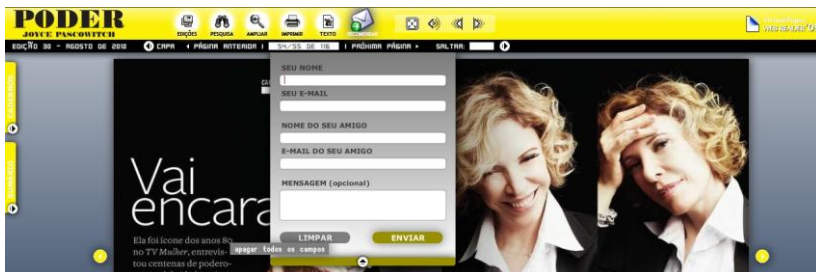 PODER
JOYCE PASCOWITCH
EDIÇÕES
PESQUISA
AMPLIAR
IMPRIMIR
TEXTO
RECOMENDAR
EDIÇÃO 30 - AGOSTO DE 2010
CAPA
PÁGINA ANTERIOR
54/55 DE 116
PRÓXIMA PÁGINA
SALTAR:
CADERNOS
SUMÁRIO
SEU NOME
SEU E-MAIL
NOME DO SEU AMIGO
E-MAIL DO SEU AMIGO
MENSAGEM (opcional)
LIMPAR
ENVIAR
apagar todos os campos
Vai
encara
Ela foi ícone dos anos 80
no TV Mulher, entrevis-
tou centenas de podero-